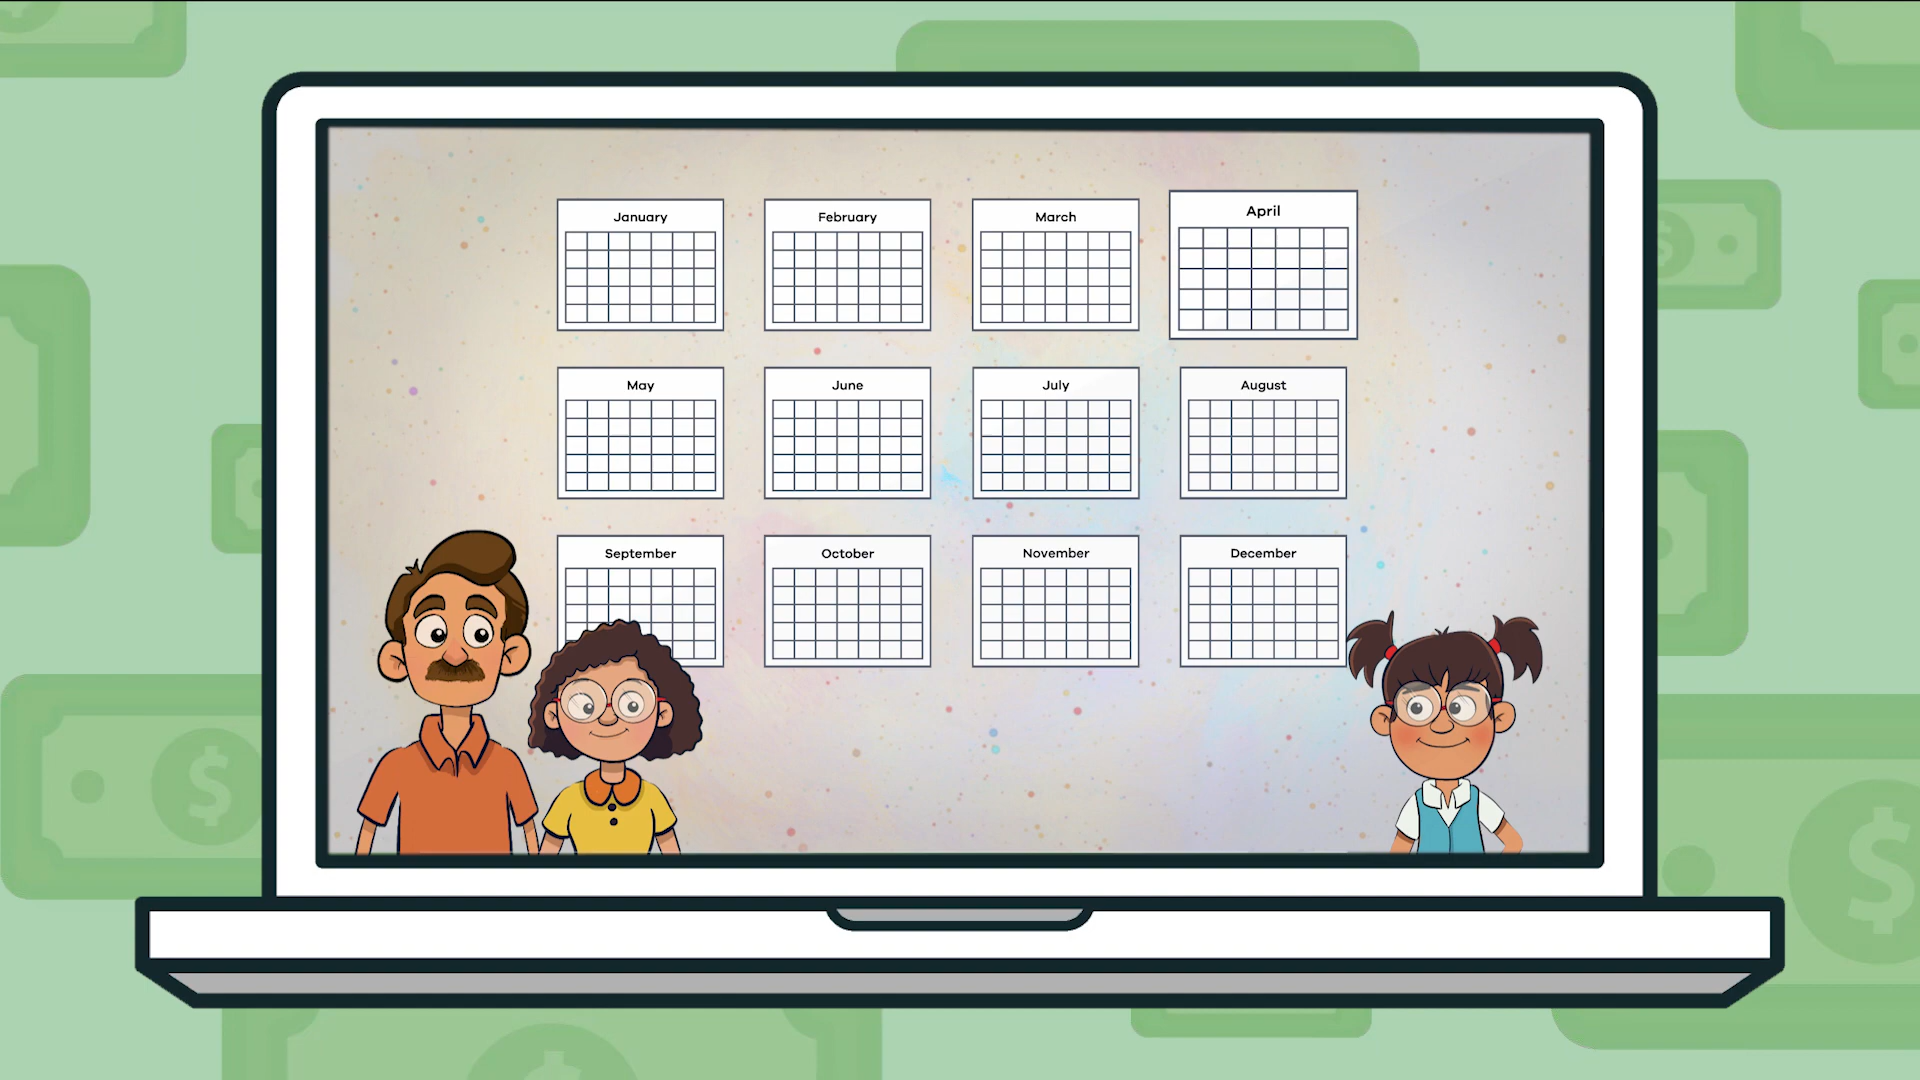 January
February
March
April
May
June
July
August
September
October
November
December
$
$
$
$